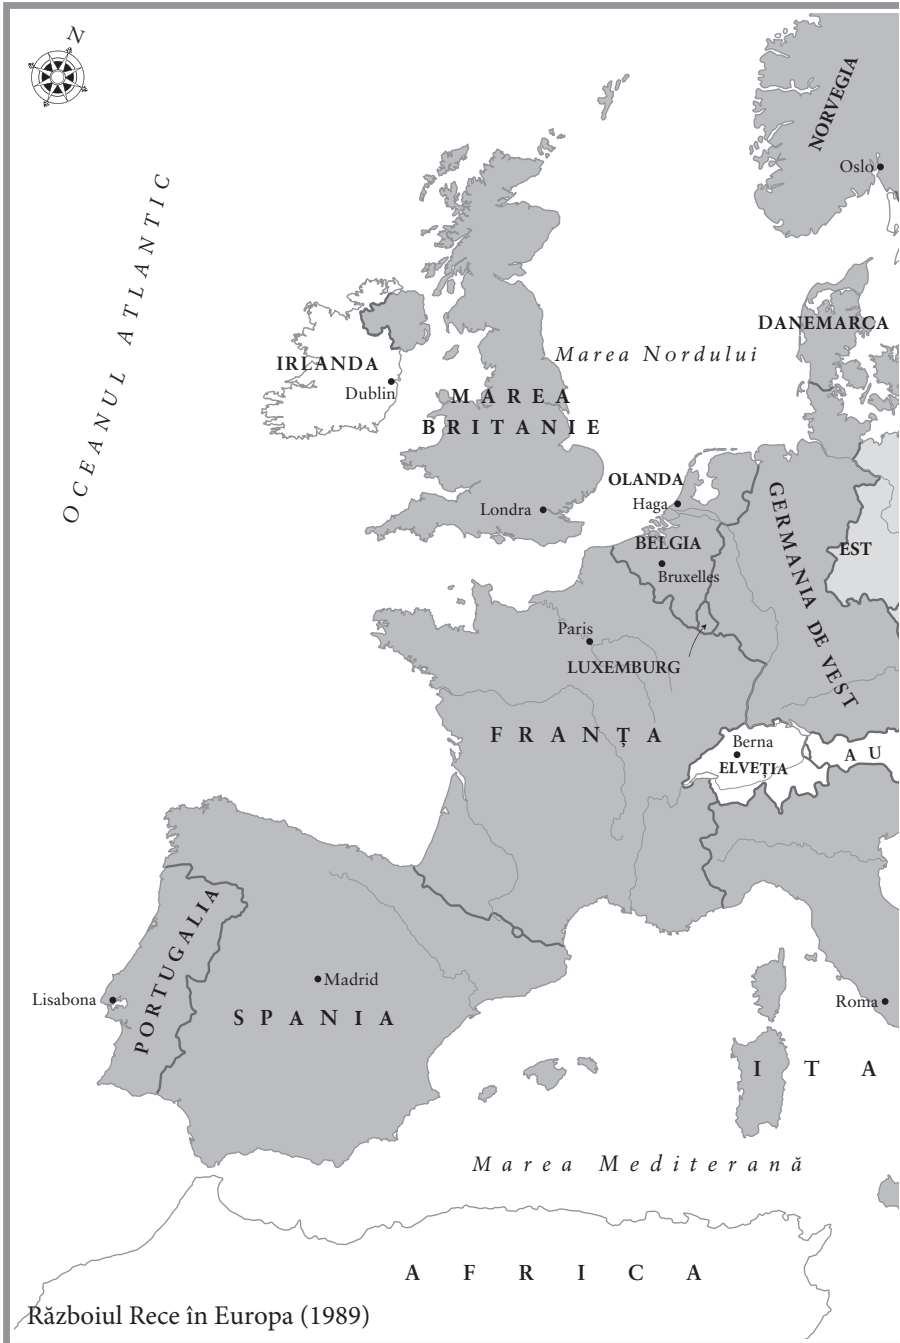 N
NORVEGIA
Oslo
OCEANUL ATLANTIC
DANEMARCA
Marea Nordului
IRLANDA
Dublin
MAREA
BRITANIE
OLANDA
Haga
Londra
GERMANIA DE VEST
EST
BELGIA
Bruxelles
Paris
LUXEMBURG
FRANȚA
Berna
ELVEȚIA
AU
PORTUGALIA
Madrid
Lisabona
SPANIA
Roma
ITA
Marea Mediterană
AFRICA
Războiul Rece în Europa (1989)